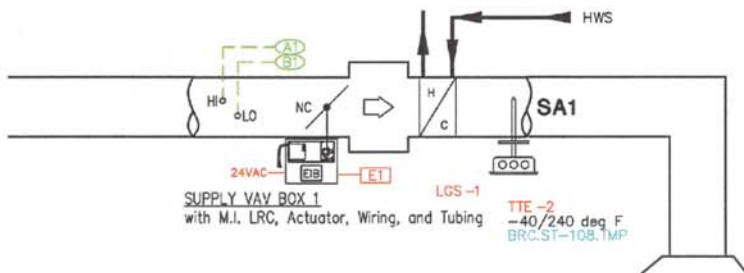 HWS
A1
B1
HI
LO
NC
H
C
SA1
24VAC
EIB
E1
SUPPLY VAV BOX 1
with M.I. LRC, Actuator, Wiring, and Tubing
LGS-1
TTE-2
-40/240 deg F
BRC.ST-108.TMP